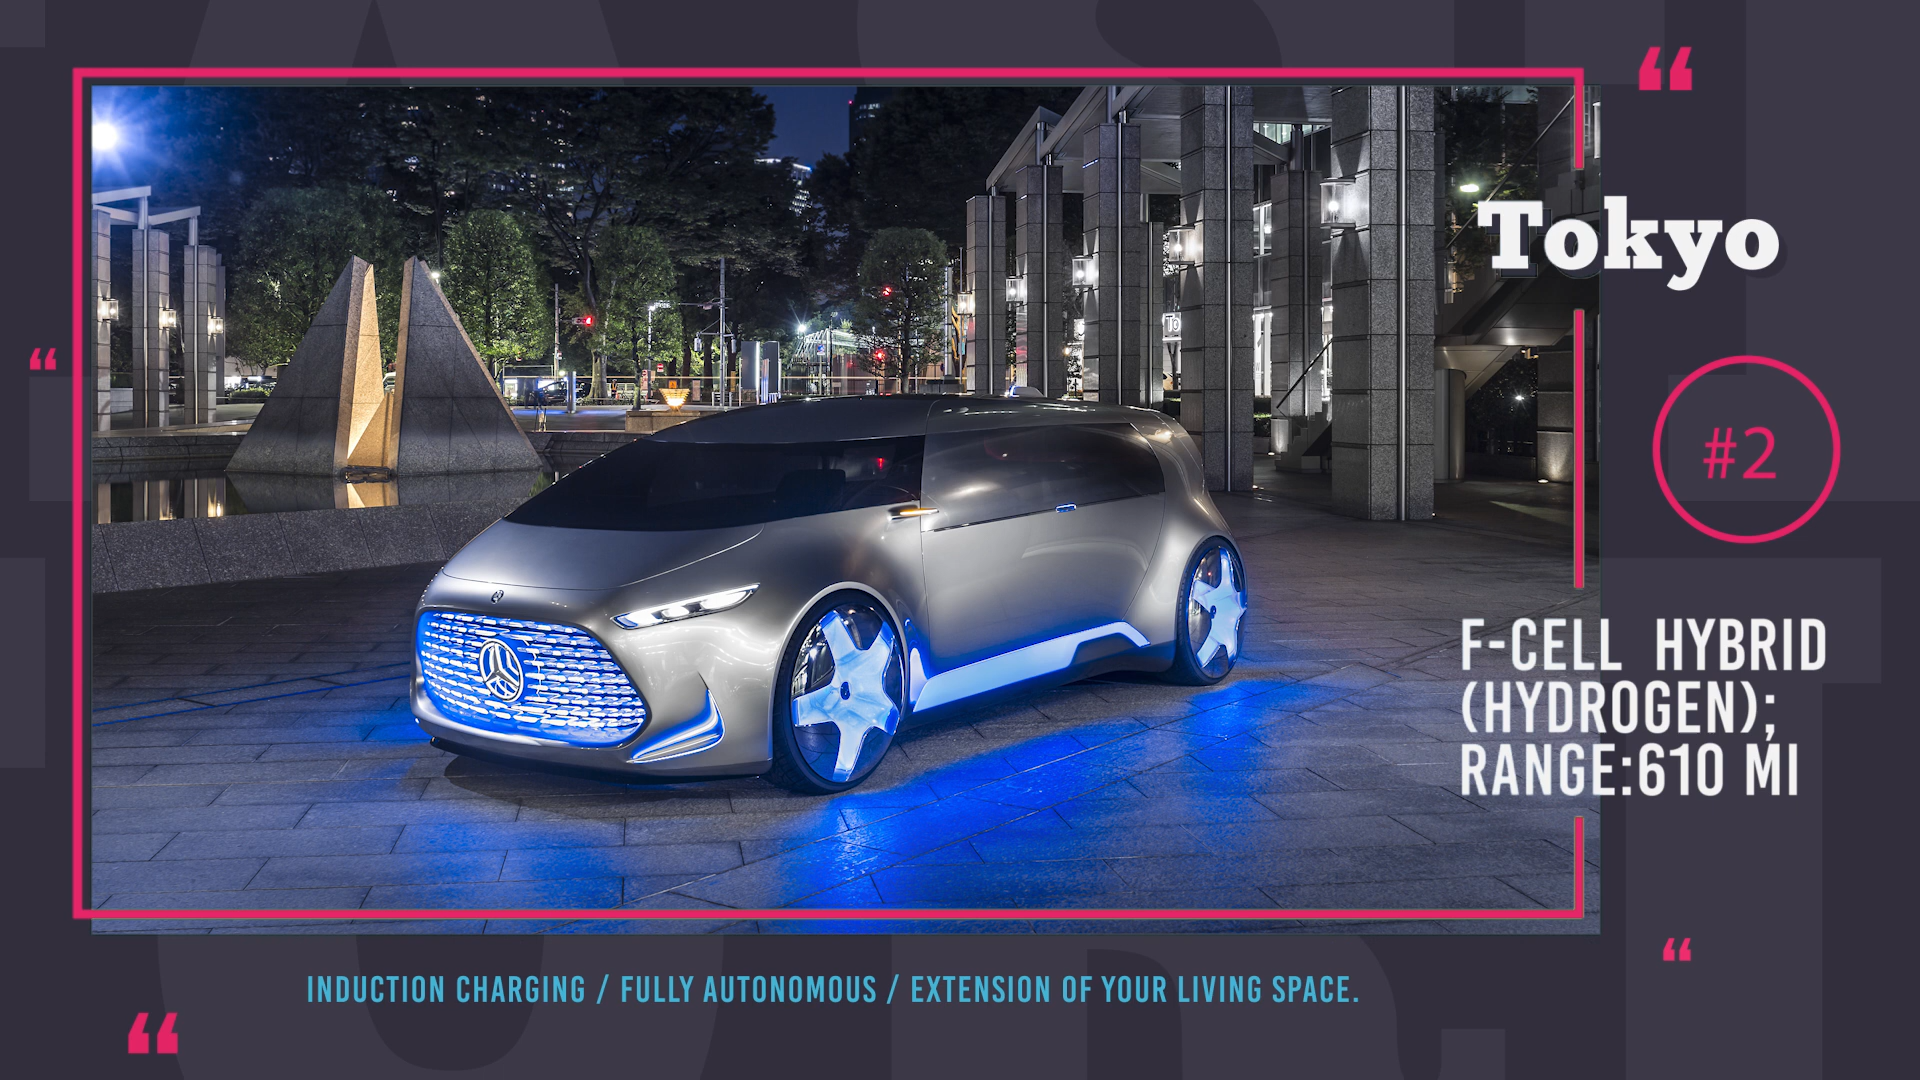 Tokyo
#2
F-CELL HYBRID
(HYDROGEN);
RANGE:610 MI
INDUCTION CHARGING / FULLY AUTONOMOUS / EXTENSION OF YOUR LIVING SPACE.